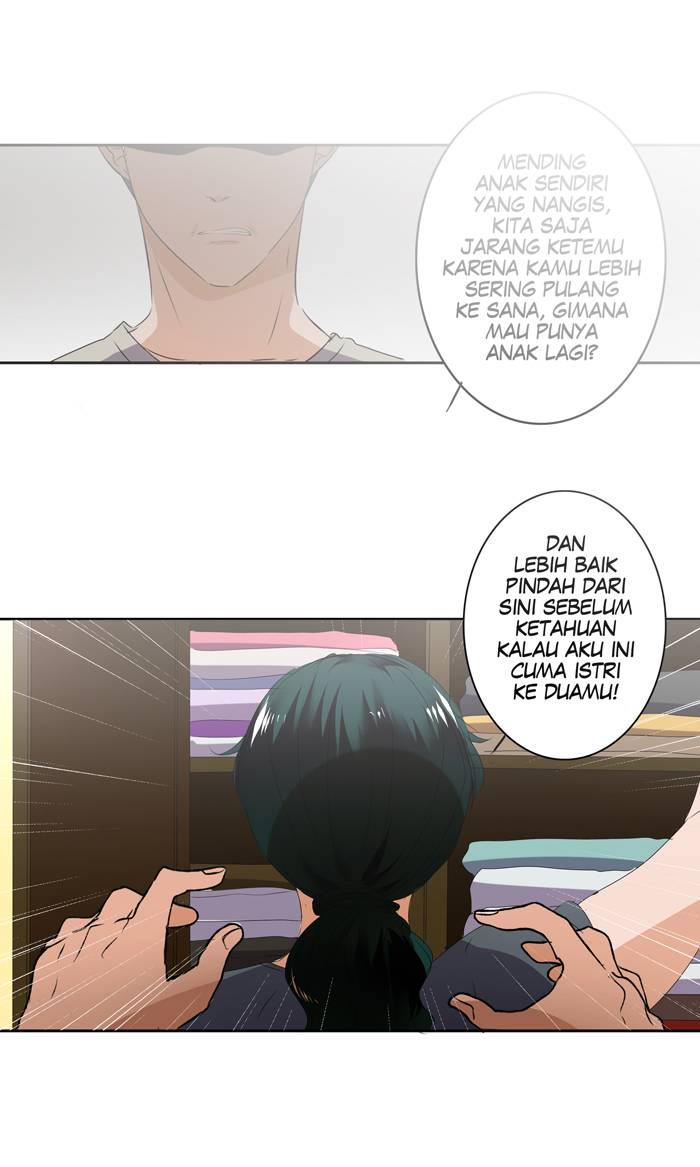 MENDING
ANAK SENDIRI
YANG NANGIS,
KITA SAJA
JARANG KETEMU
KARENA KAMU LEBIH
SERING PULANG
KE SANA, GIMANA
MAU PUNYA
ANAK LAGI?
DAN
LEBIH BAIK
PINDAH DARI
SINI SEBELUM
KETAHUAN
KALAU AKU INI
CUMA ISTRI
KE DUAMU!